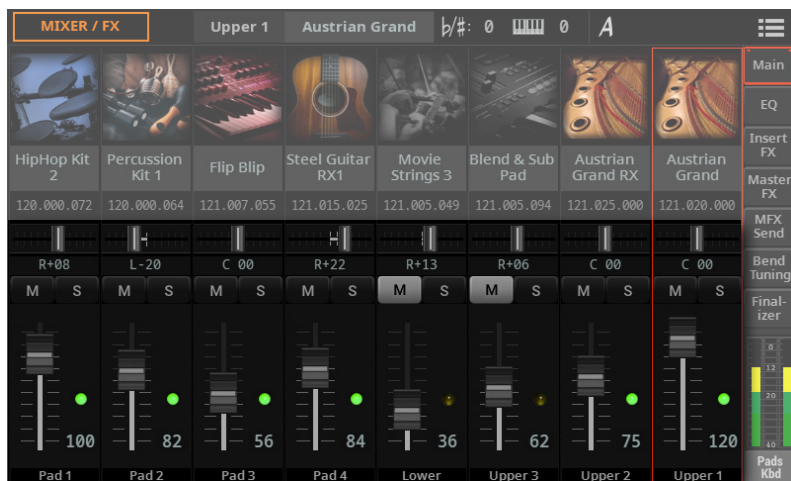 MIXER / FX Upper 1 Austrian Grand ♭/#: 0 0 A
Main
EQ
Insert
FX
Master
FX
MFX
Send
Bend
Tuning
Final-
izer
HipHop Kit
2
Percussion
Kit 1
Flip Blip
Steel Guitar
RX1
Movie
Strings 3
Blend & Sub
Pad
Austrian
Grand RX
Austrian
Grand
120.000.072 120.000.064 121.007.055 121.015.025 121.005.049 121.005.094 121.025.000 121.020.000
R+08 L-20 C 00 R+22 R+13 R+06 C 00 C 00
M S M S M S M S M S M S M S M S
0
12
20
40
100 82 56 84 36 62 75 120
Pad 1 Pad 2 Pad 3 Pad 4 Lower Upper 3 Upper 2 Upper 1
Pads
Kbd